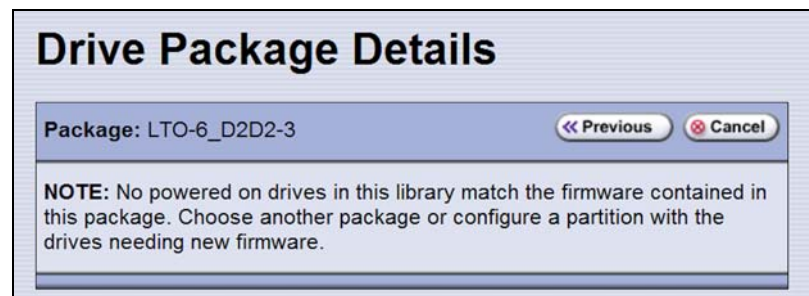 Drive Package Details
Package: LTO-6_D2D2-3 Previous Cancel
NOTE: No powered on drives in this library match the firmware contained in
this package. Choose another package or configure a partition with the
drives needing new firmware.